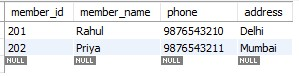 member_id member_name phone address
201 Rahul 9876543210 Delhi
202 Priya 9876543211 Mumbai
NULL NULL NULL NULL